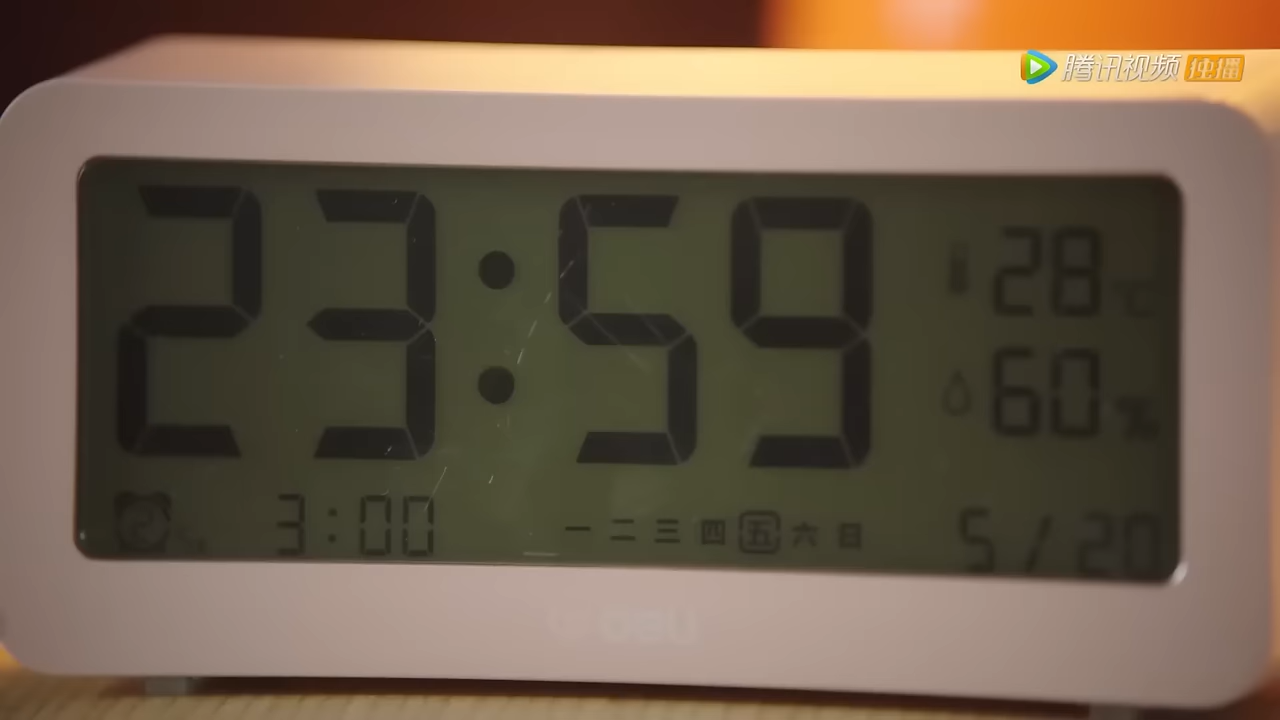 腾讯视频 独播
23:59
28 °C
60 %
3:00
一 二 三 四 五 六 日
5/20
deli